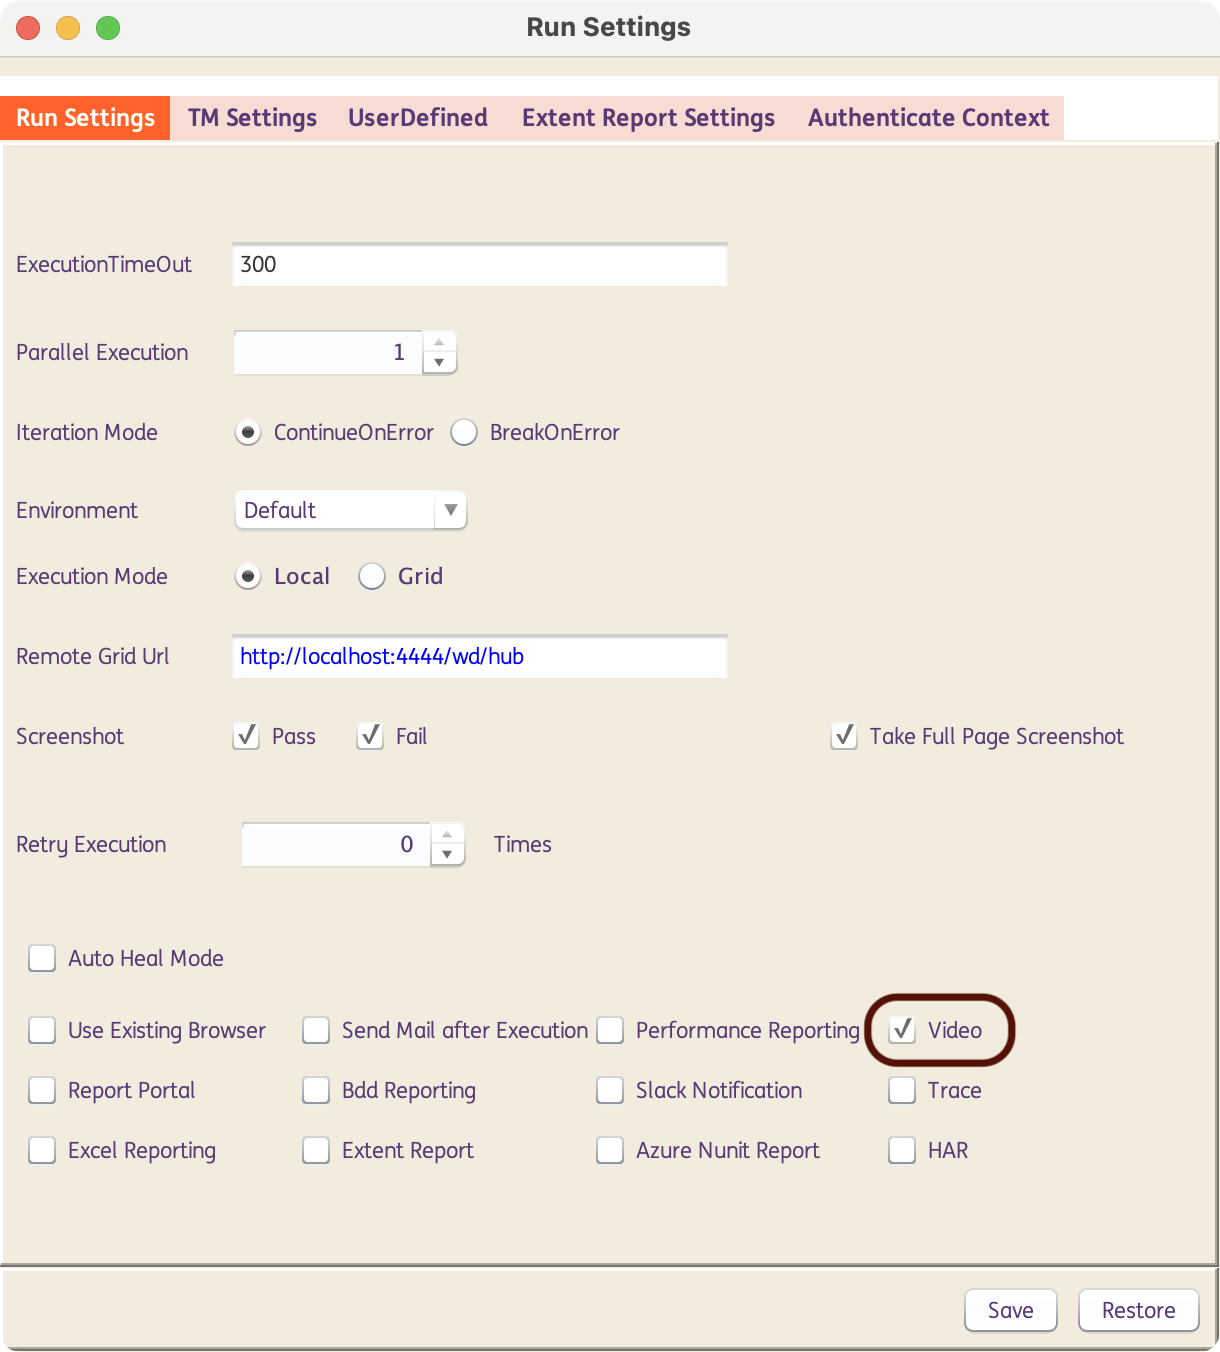 Run Settings
Run Settings TM Settings UserDefined Extent Report Settings Authenticate Context
ExecutionTimeOut 300
Parallel Execution 1
Iteration Mode ContinueOnError BreakOnError
Environment Default
Execution Mode Local Grid
Remote Grid Url http://localhost:4444/wd/hub
Screenshot Pass Fail Take Full Page Screenshot
Retry Execution 0 Times
Auto Heal Mode
Use Existing Browser Send Mail after Execution Performance Reporting Video
Report Portal Bdd Reporting Slack Notification Trace
Excel Reporting Extent Report Azure Nunit Report HAR
Save Restore